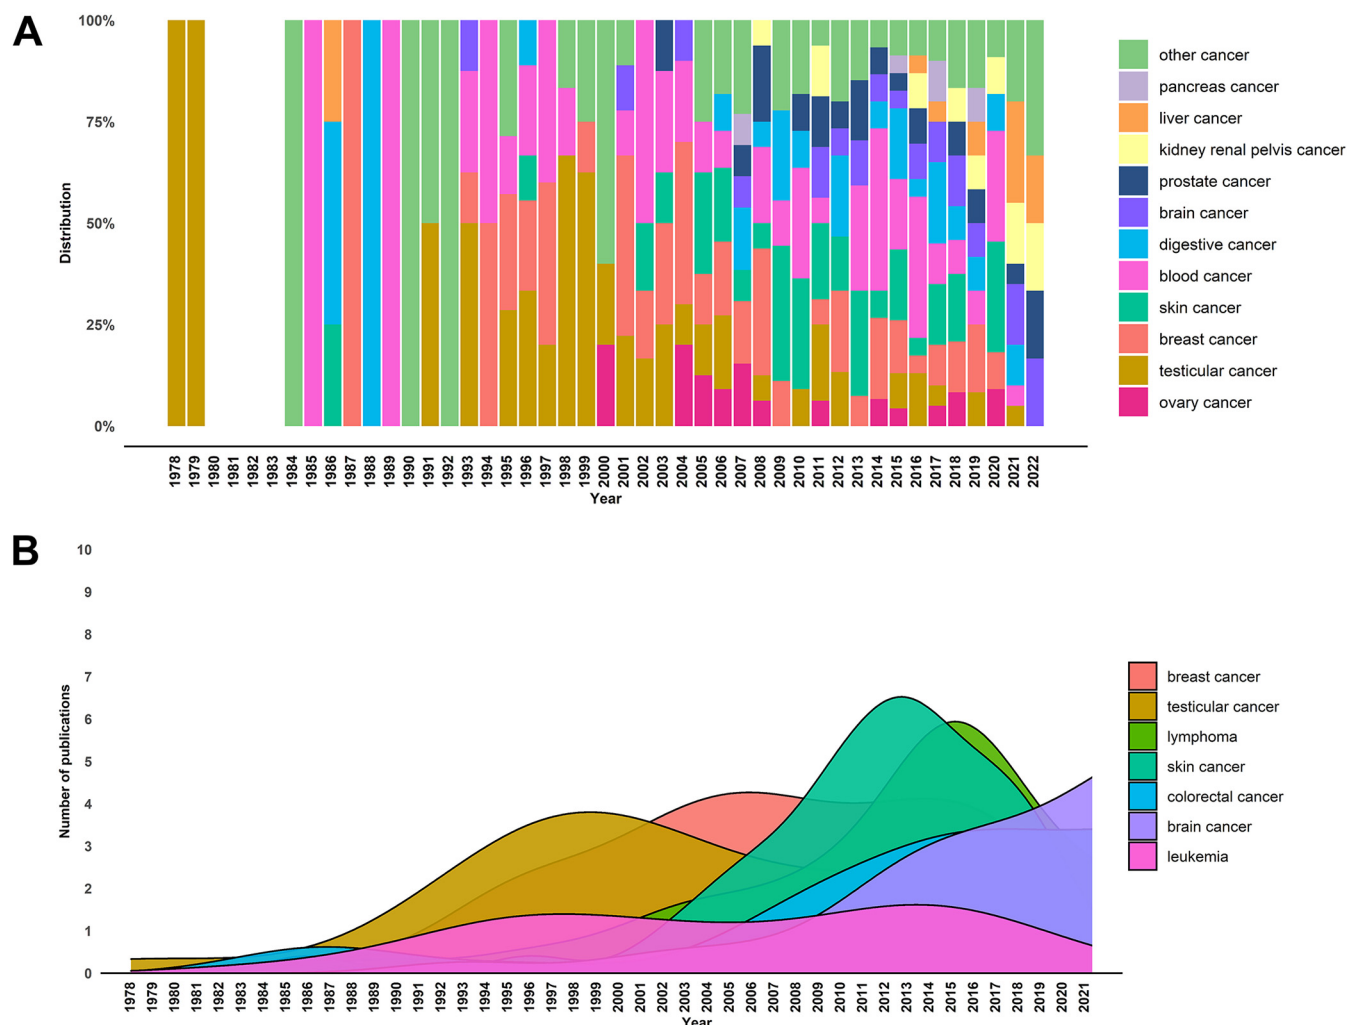 A
100%
75%
50%
25%
0%
Distribution
1978 1979 1980 1981 1982 1983 1984 1985 1986 1987 1988 1989 1990 1991 1992 1993 1994 1995 1996 1997 1998 1999 2000 2001 2002 2003 2004 2005 2006 2007 2008 2009 2010 2011 2012 2013 2014 2015 2016 2017 2018 2019 2020 2021 2022
Year
other cancer
pancreas cancer
liver cancer
kidney renal pelvis cancer
prostate cancer
brain cancer
digestive cancer
blood cancer
skin cancer
breast cancer
testicular cancer
ovary cancer
B
10
9
8
7
6
5
4
3
2
1
0
Number of publications
1978 1979 1980 1981 1982 1983 1984 1985 1986 1987 1988 1989 1990 1991 1992 1993 1994 1995 1996 1997 1998 1999 2000 2001 2002 2003 2004 2005 2006 2007 2008 2009 2010 2011 2012 2013 2014 2015 2016 2017 2018 2019 2020 2021
Year
breast cancer
testicular cancer
lymphoma
skin cancer
colorectal cancer
brain cancer
leukemia